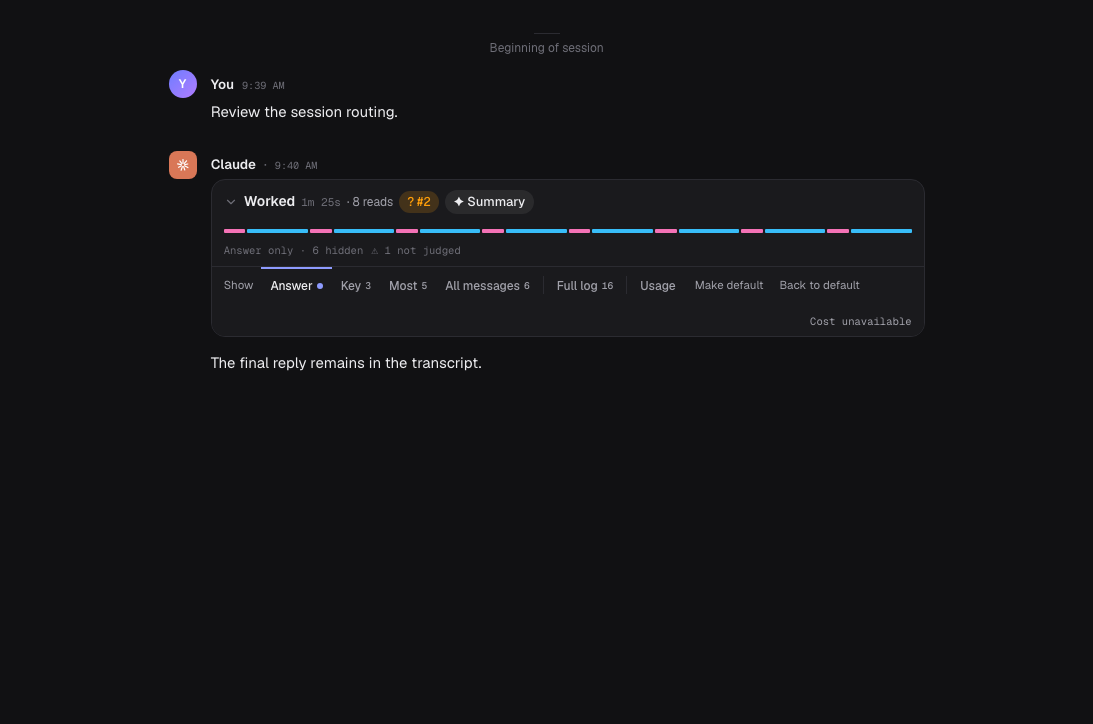 Beginning of session
Y You 9:39 AM
Review the session routing.
Claude · 9:40 AM
Worked 1m 25s · 8 reads ? #2 ✦ Summary
Answer only · 6 hidden ⚠ 1 not judged
Show Answer Key 3 Most 5 All messages 6 Full log 16 Usage Make default Back to default
Cost unavailable
The final reply remains in the transcript.